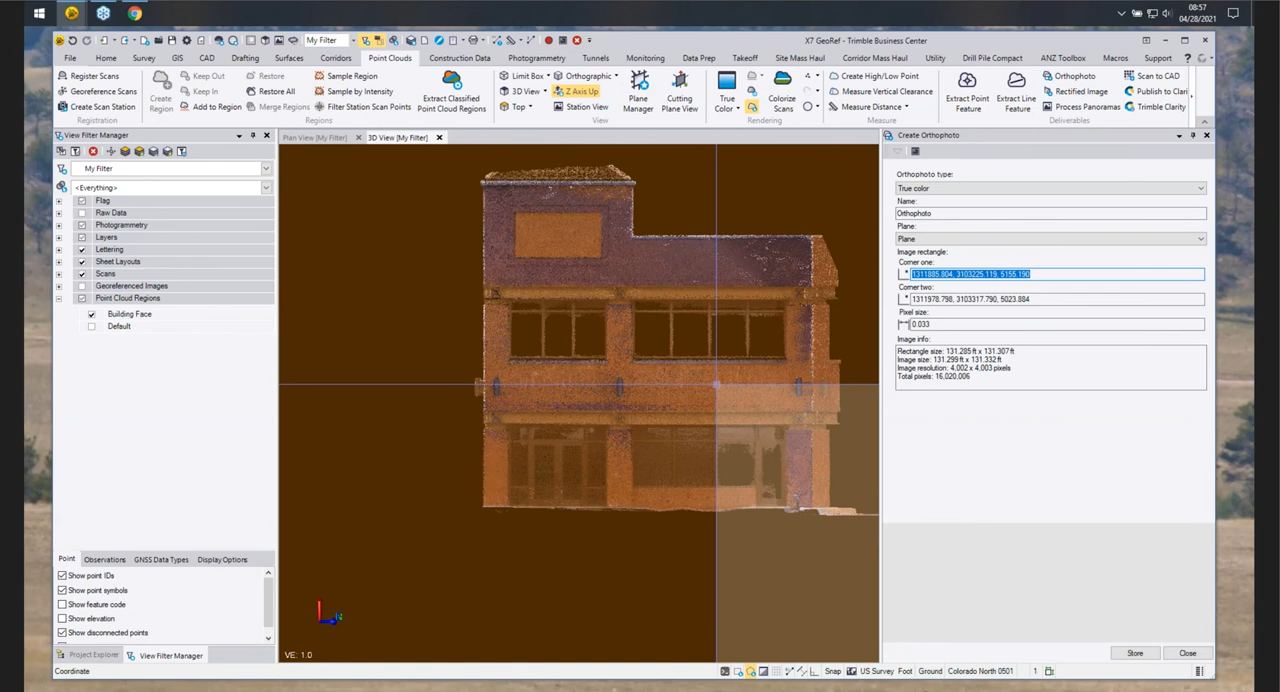 08:57
04/28/2021
My Filter
X7 GeoRef - Trimble Business Center
File Home Survey GIS CAD Drafting Surfaces Corridors Point Clouds Construction Data Photogrammetry Tunnels Monitoring Data Prep Takeoff Site Mass Haul Corridor Mass Haul Utility Drill Pile Compact ANZ Toolbox Macros Support
Register Scans
Georeference Scans
Create Scan Station
Registration
Create Region
Keep Out
Keep In
Add to Region
Restore
Restore All
Merge Regions
Sample Region
Sample by Intensity
Filter Station Scan Points
Regions
Extract Classified Point Cloud Regions
Limit Box
3D View
Top
Orthographic
Z Axis Up
Station View
View
Plane Manager
Cutting Plane View
True Color
Colorize Scans
Rendering
Create High/Low Point
Measure Vertical Clearance
Measure Distance
Measure
Extract Point Feature
Extract Line Feature
Orthophoto
Rectified Image
Process Panoramas
Scan to CAD
Publish to Clari
Trimble Clarity
Deliverables
View Filter Manager
My Filter
<Everything>
Flag
Raw Data
Photogrammetry
Layers
Lettering
Sheet Layouts
Scans
Georeferenced Images
Point Cloud Regions
Building Face
Default
Point Observations GNSS Data Types Display Options
Show point IDs
Show point symbols
Show feature code
Show elevation
Show disconnected points
Project Explorer View Filter Manager
Coordinate
Plan View [My Filter] 3D View [My Filter]
VE: 1.0
Create Orthophoto
Orthophoto type:
True color
Name:
Orthophoto
Plane:
Plane
Image rectangle:
Corner one:
1311885.804, 3103225.119, 5155.190
Corner two:
1311978.798, 3103317.790, 5023.884
Pixel size:
0.033
Image info:
Rectangle size: 131.285 ft x 131.307 ft
Image size: 131.299 ft x 131.332 ft
Image resolution: 4,002 x 4,003 pixels
Total pixels: 16,020,006
Store Close
Snap US Survey Foot Ground Colorado North 0501 1